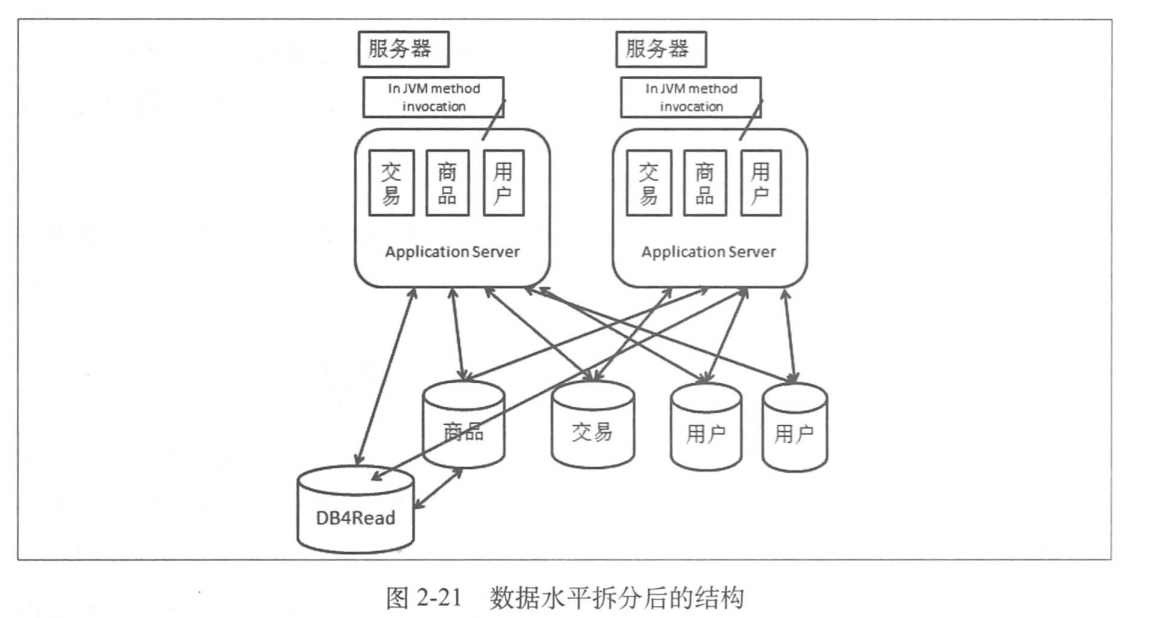 服务器
服务器
In JVM method
invocation
In JVM method
invocation
交易
商品
用户
Application Server
交易
商品
用户
Application Server
商品
交易
用户
用户
DB4Read
图 2-21 数据水平拆分后的结构